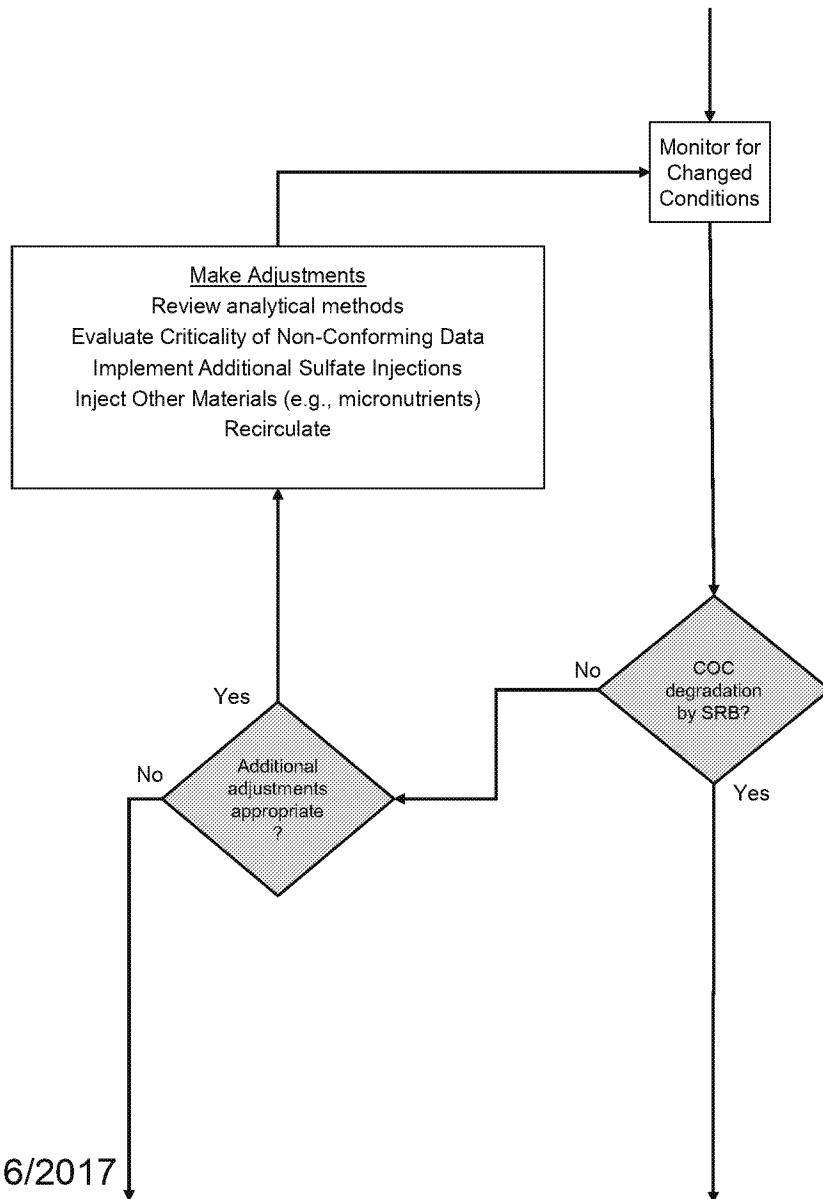 Monitor for
Changed
Conditions
Make Adjustments
Review analytical methods
Evaluate Criticality of Non-Conforming Data
Implement Additional Sulfate Injections
Inject Other Materials (e.g., micronutrients)
Recirculate
No
COC
degradation
by SRB?
Yes
Yes
No
Additional
adjustments
appropriate
?
6/2017